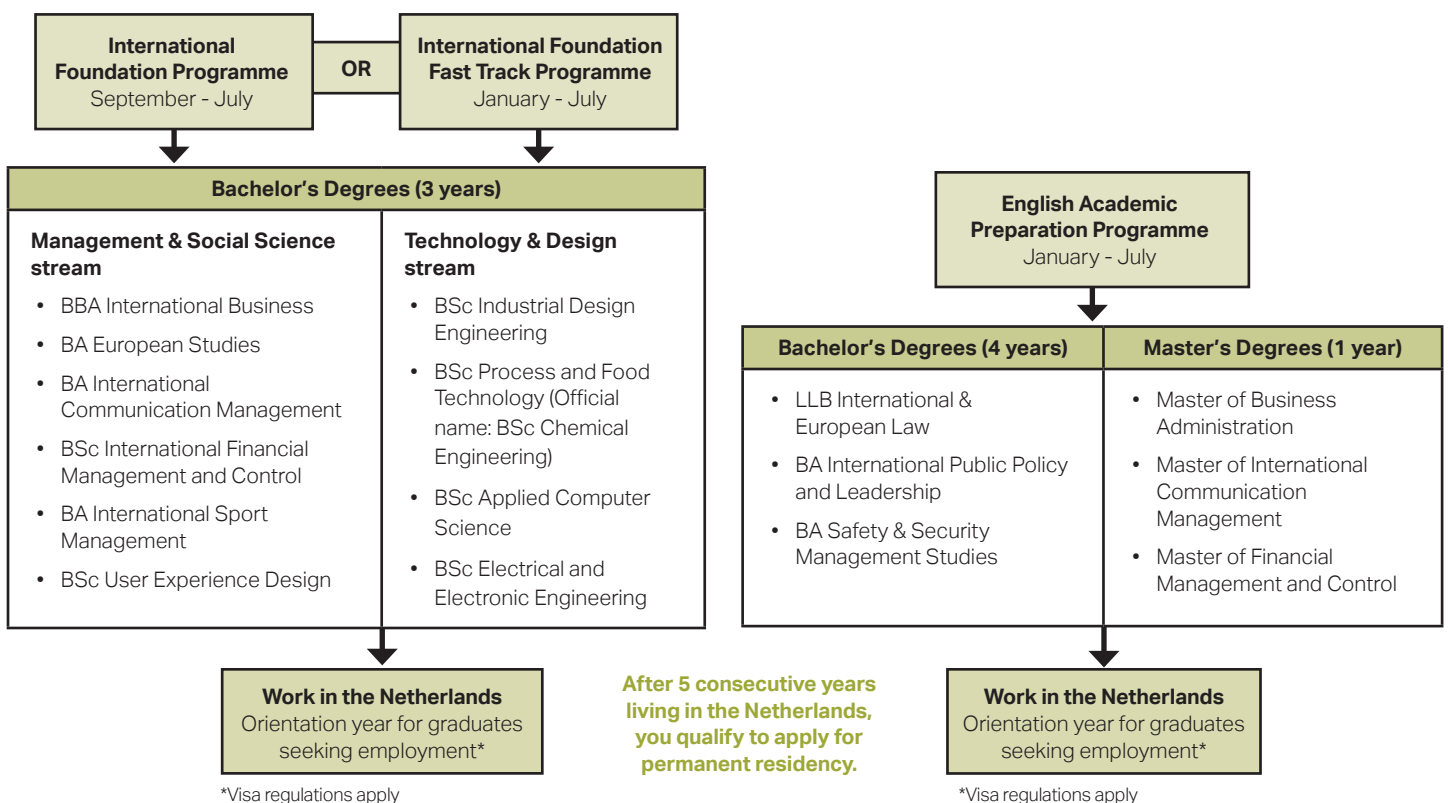 International
Foundation Programme
September - July
OR
International Foundation
Fast Track Programme
January - July
Bachelor's Degrees (3 years)
Management & Social Science
stream
• BBA International Business
• BA European Studies
• BA International
Communication Management
• BSc International Financial
Management and Control
• BA International Sport
Management
• BSc User Experience Design
Technology & Design
stream
• BSc Industrial Design
Engineering
• BSc Process and Food
Technology (Official
name: BSc Chemical
Engineering)
• BSc Applied Computer
Science
• BSc Electrical and
Electronic Engineering
Work in the Netherlands
Orientation year for graduates
seeking employment*
*Visa regulations apply
After 5 consecutive years
living in the Netherlands,
you qualify to apply for
permanent residency.
English Academic
Preparation Programme
January - July
Bachelor's Degrees (4 years)
• LLB International &
European Law
• BA International Public Policy
and Leadership
• BA Safety & Security
Management Studies
Master's Degrees (1 year)
• Master of Business
Administration
• Master of International
Communication
Management
• Master of Financial
Management and Control
Work in the Netherlands
Orientation year for graduates
seeking employment*
*Visa regulations apply